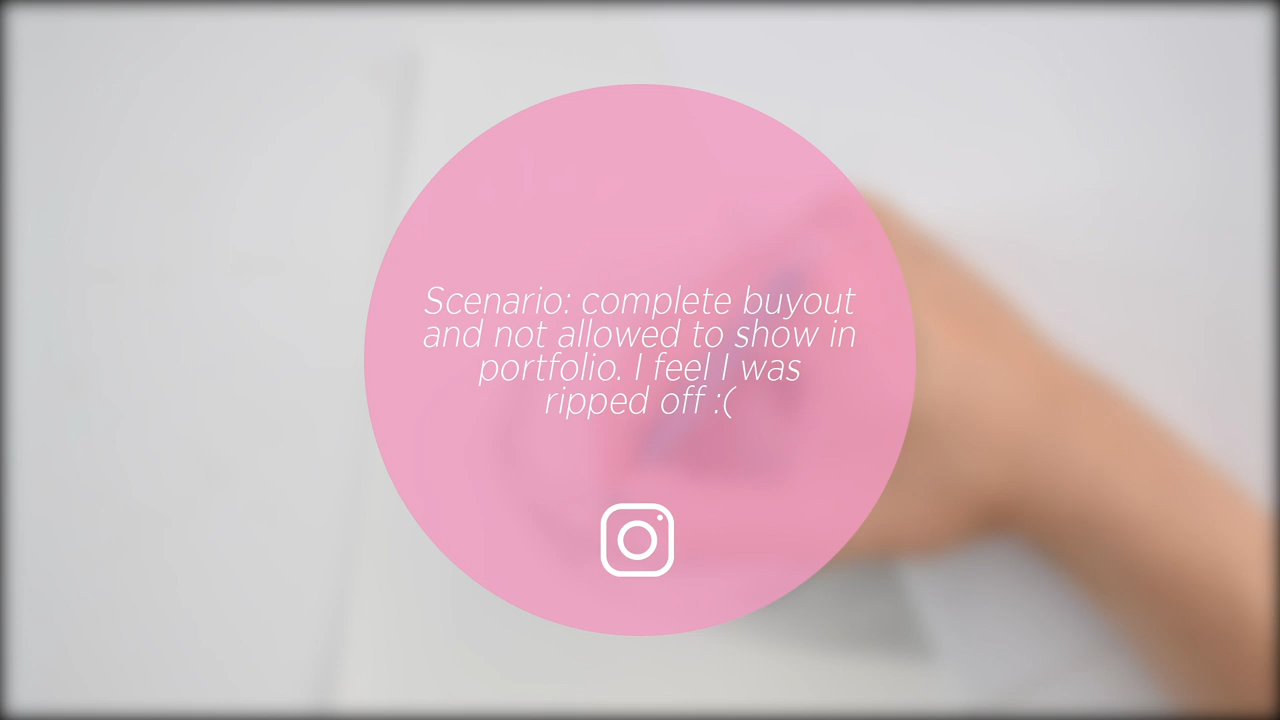 Scenario: complete buyout
and not allowed to show in
portfolio. I feel I was
ripped off :(